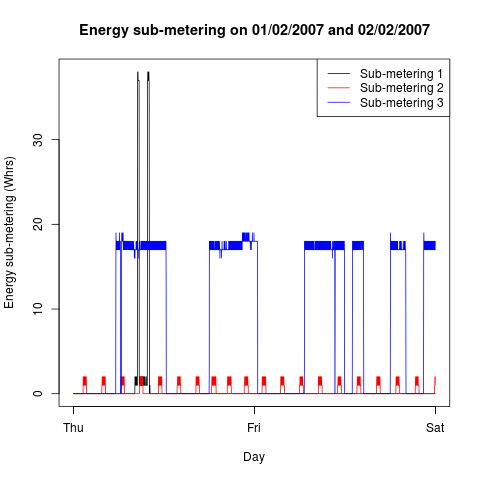 Energy sub-metering on 01/02/2007 and 02/02/2007
Sub-metering 1
Sub-metering 2
Sub-metering 3
Energy sub-metering (Whrs)
30
20
10
0
Thu
Fri
Sat
Day